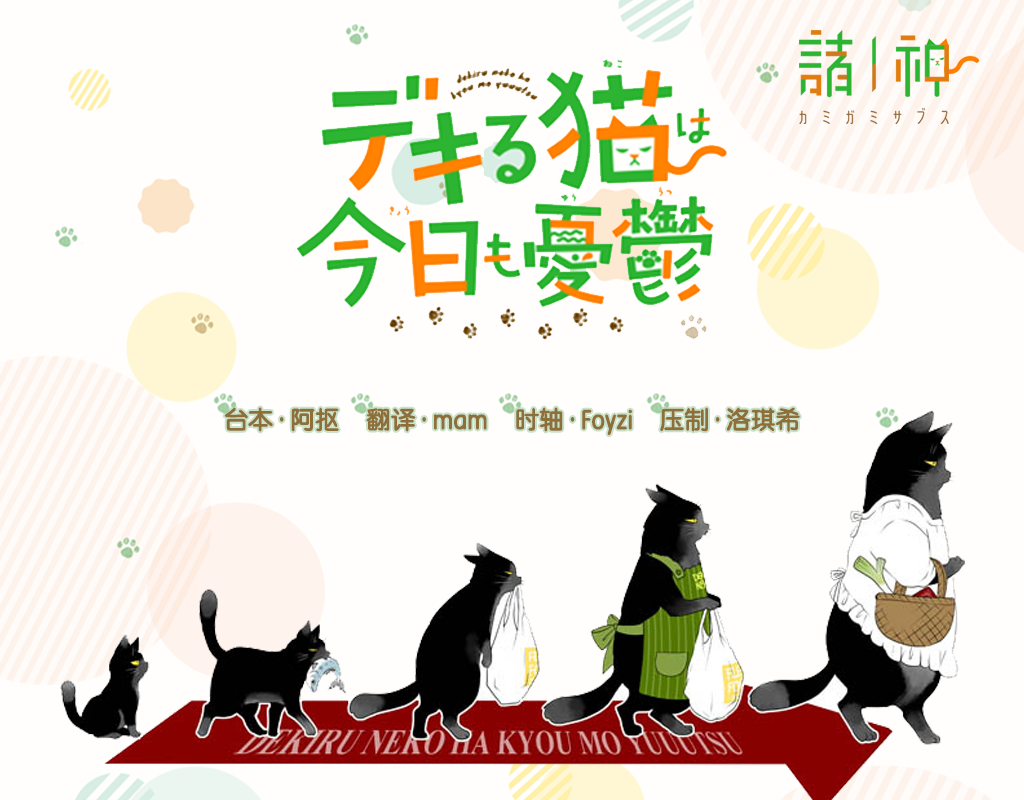 dekiru neko ha
kyou mo yuuutsu
ねこ
デキる猫は
きょう ゆう うつ
今日も憂鬱
諸神
カミガミサブス
台本·阿抠 翻译·mam 时轴·Foyzi 压制·洛琪希
DEKIRU NEKO HA KYOU MO YUUUTSU